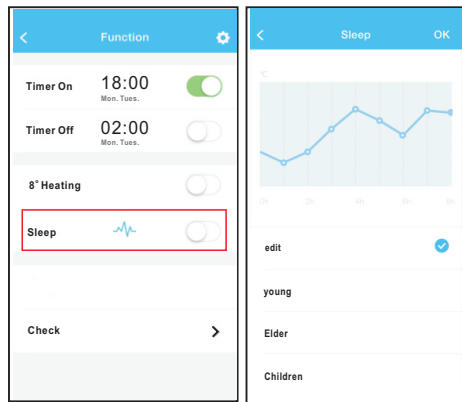 Function
Timer On 18:00
Mon. Tues.
Timer Off 02:00
Mon. Tues.
8° Heating
Sleep
Check
Sleep OK
°C
0h 2h 4h 6h 8h
edit
young
Elder
Children